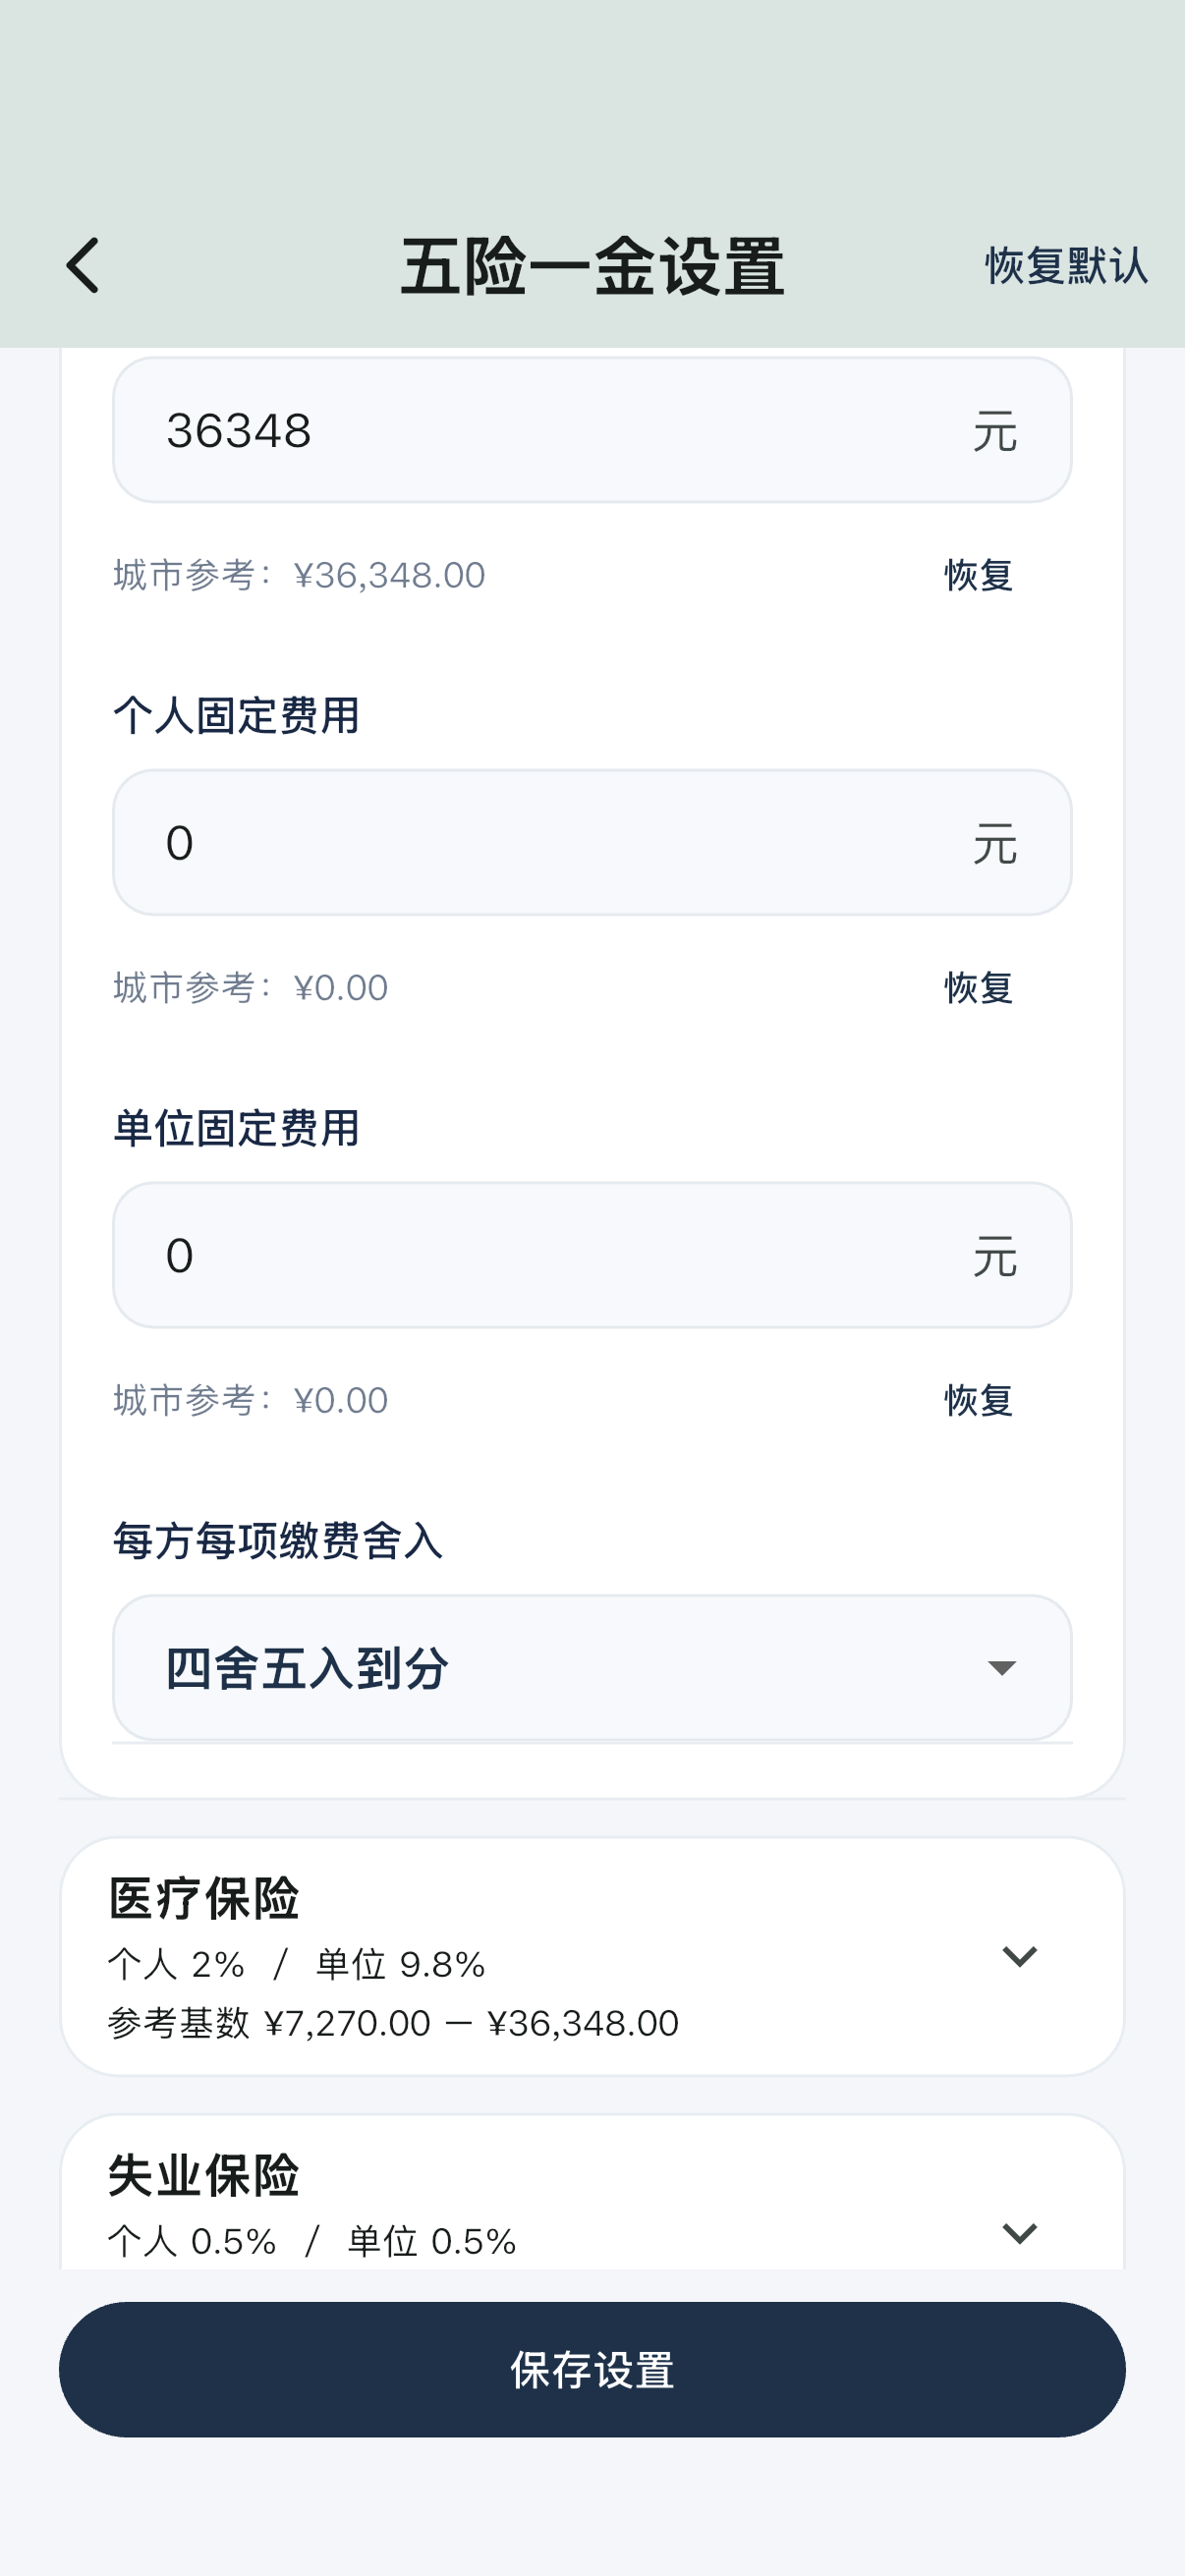 五险一金设置
恢复默认
36348 元
城市参考：¥36,348.00 恢复
个人固定费用
0 元
城市参考：¥0.00 恢复
单位固定费用
0 元
城市参考：¥0.00 恢复
每方每项缴费舍入
四舍五入到分
医疗保险
个人 2% / 单位 9.8%
参考基数 ¥7,270.00 — ¥36,348.00
失业保险
个人 0.5% / 单位 0.5%
保存设置